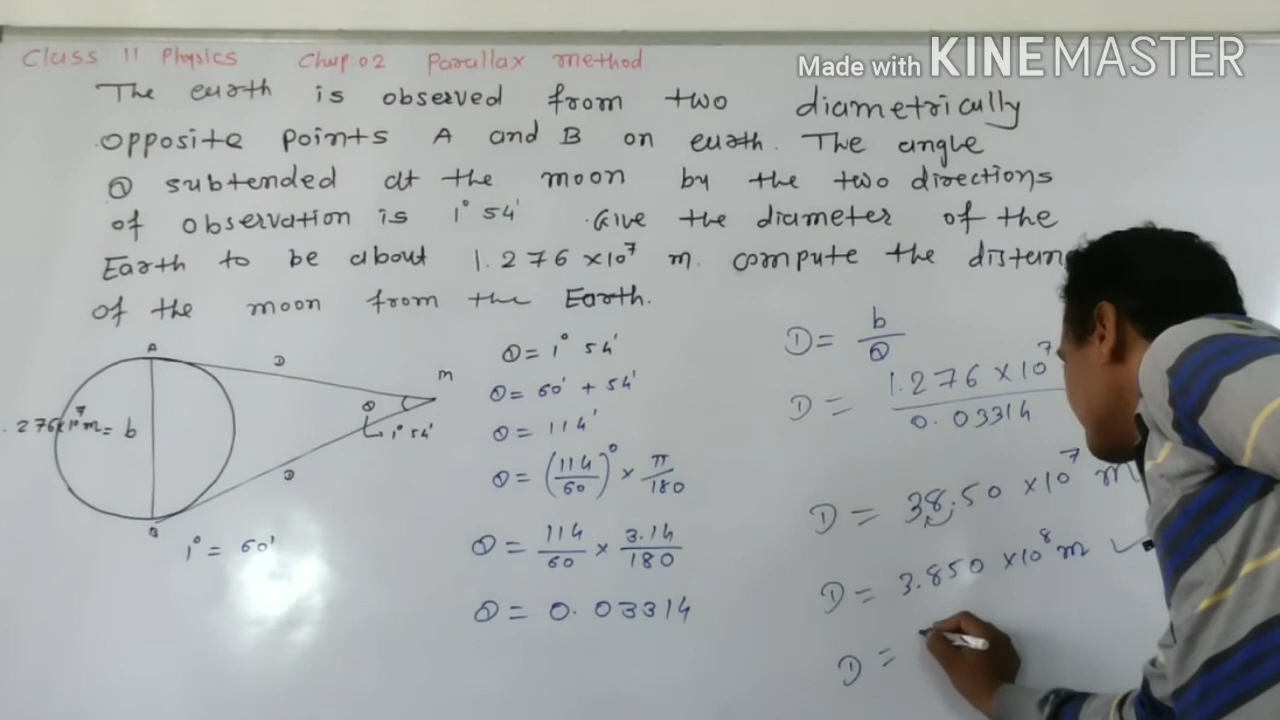 Class 11 Physics Chap.02 Parallax method
Made with KINEMASTER
The earth is observed from two diametrically
opposite points A and B on earth. The angle
θ subtended at the moon by the two directions
of observation is 1° 54'. Give the diameter of the
Earth to be about 1.276 ×10⁷ m. compute the
of the moon from the Earth.
A
D
m
θ
1° 54'
.276×10⁷m = b
D
B
1° = 60'
θ = 1° 54'
θ = 60' + 54'
θ = 114'
θ = (114/60)° × π/180
θ = 114/60 × 3.14/180
θ = 0.03314
D = b/θ
D = 1.276 × 10⁷/0.03314
D = 38.50 ×10⁷ m
D = 3.850 ×10⁸ m
D =